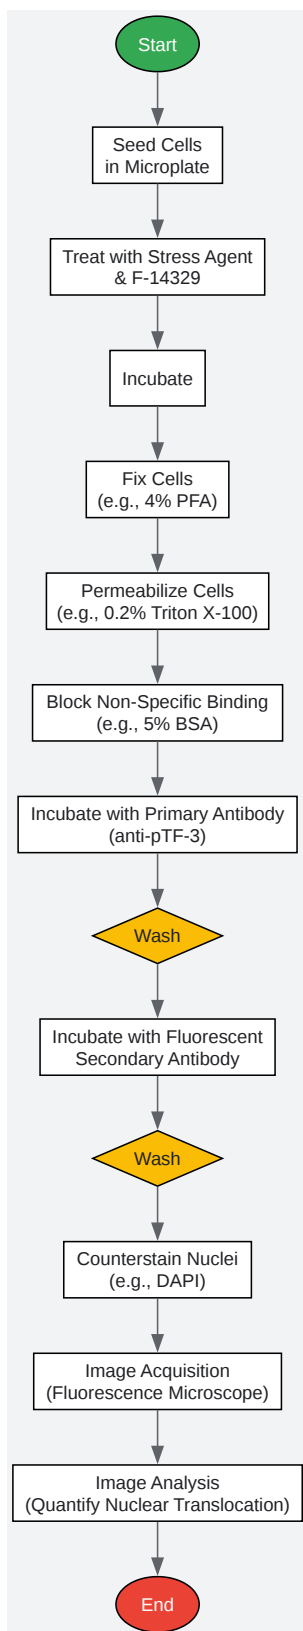 Start
Seed Cells
in Microplate
Treat with Stress Agent
& F-14329
Incubate
Fix Cells
(e.g., 4% PFA)
Permeabilize Cells
(e.g., 0.2% Triton X-100)
Block Non-Specific Binding
(e.g., 5% BSA)
Incubate with Primary Antibody
(anti-pTF-3)
Wash
Incubate with Fluorescent
Secondary Antibody
Wash
Counterstain Nuclei
(e.g., DAPI)
Image Acquisition
(Fluorescence Microscope)
Image Analysis
(Quantify Nuclear Translocation)
End